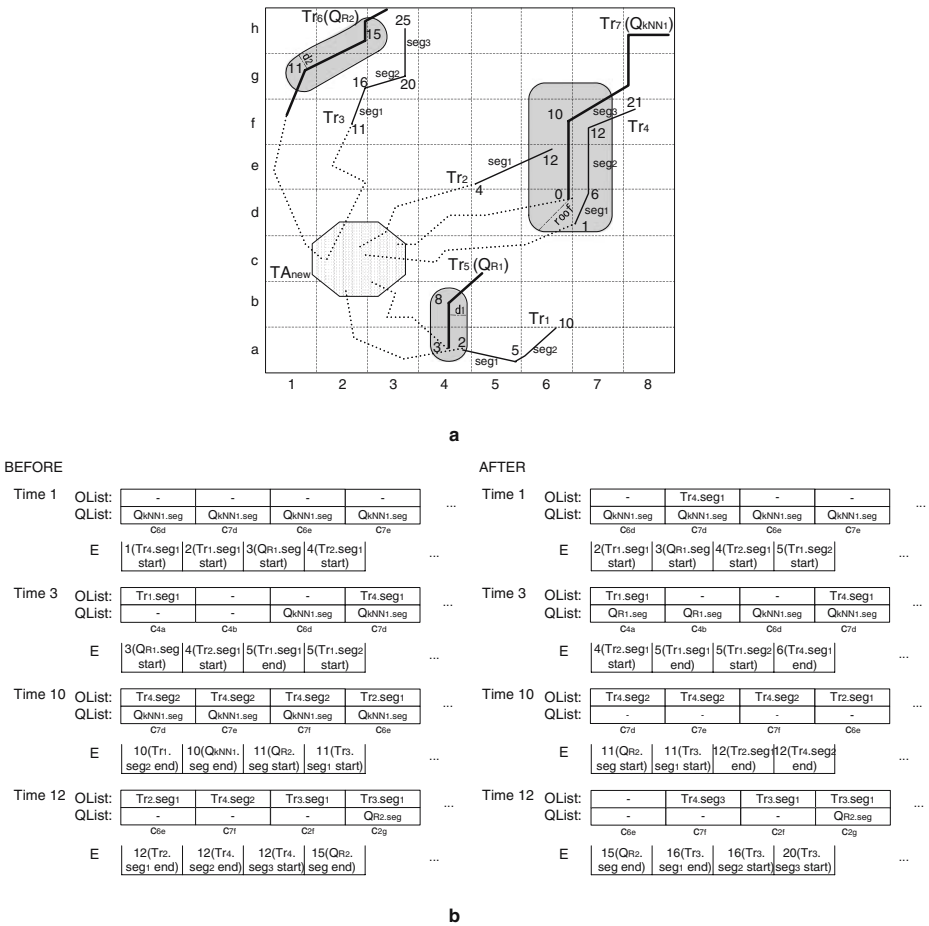 h Tr6(QR2) 25 Tr7(QkNN1)
15 seg3
11 d2
g 16 seg2 20
seg1 10 seg3 21
f Tr3 11 12 Tr4
e seg1 12 seg2
Tr2 4 0 6
d roof seg1
1
c TAnew Tr5(QR1)
b 8 d1
Tr1 10
a 3 2 5 seg2
seg1
1 2 3 4 5 6 7 8
a
BEFORE
Time 1 OList: - - - - ...
QList: QkNN1.seg QkNN1.seg QkNN1.seg QkNN1.seg
C6d C7d C6e C7e
E 1(Tr4.seg1 start) 2(Tr1.seg1 start) 3(QR1.seg start) 4(Tr2.seg1 start) ...
Time 3 OList: Tr1.seg1 - - Tr4.seg1 ...
QList: - - QkNN1.seg QkNN1.seg
C4a C4b C6d C7d
E 3(QR1.seg start) 4(Tr2.seg1 start) 5(Tr1.seg1 end) 5(Tr1.seg2 start) ...
Time 10 OList: Tr4.seg2 Tr4.seg2 Tr4.seg2 Tr2.seg1 ...
QList: QkNN1.seg QkNN1.seg QkNN1.seg QkNN1.seg
C7d C7e C7f C6e
E 10(Tr1. seg2 end) 10(QkNN1. seg end) 11(QR2. seg start) 11(Tr3. seg1 start) ...
Time 12 OList: Tr2.seg1 Tr4.seg2 Tr3.seg1 Tr3.seg1 ...
QList: - - - QR2.seg
C6e C7f C2f C2g
E 12(Tr2. seg1 end) 12(Tr4. seg2 end) 12(Tr4. seg3 start) 15(QR2. seg end) ...
AFTER
Time 1 OList: - Tr4.seg1 - - ...
QList: QkNN1.seg QkNN1.seg QkNN1.seg QkNN1.seg
C6d C7d C6e C7e
E 2(Tr1.seg1 start) 3(QR1.seg start) 4(Tr2.seg1 start) 5(Tr1.seg2 start) ...
Time 3 OList: Tr1.seg1 - - Tr4.seg1 ...
QList: QR1.seg QR1.seg QkNN1.seg QkNN1.seg
C4a C4b C6d C7d
E 4(Tr2.seg1 start) 5(Tr1.seg1 end) 5(Tr1.seg2 start) 6(Tr4.seg1 end) ...
Time 10 OList: Tr4.seg2 Tr4.seg2 Tr4.seg2 Tr2.seg1 ...
QList: - - - -
C7d C7e C7f C6e
E 11(QR2. seg start) 11(Tr3. seg1 start) 12(Tr2.seg1 end) 12(Tr4.seg2 end) ...
Time 12 OList: - Tr4.seg3 Tr3.seg1 Tr3.seg1 ...
QList: - - - QR2.seg
C6e C7f C2f C2g
E 15(QR2. seg end) 16(Tr3. seg1 end) 16(Tr3. seg2 start) 20(Tr3. seg3 start) ...
b